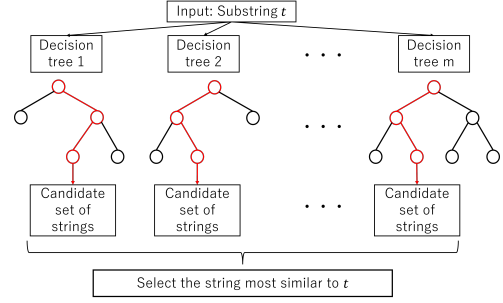 Input: Substring t
Decision
tree 1
Decision
tree 2
· · ·
Decision
tree m
· · ·
Candidate
set of
strings
Candidate
set of
strings
· · ·
Candidate
set of
strings
Select the string most similar to t